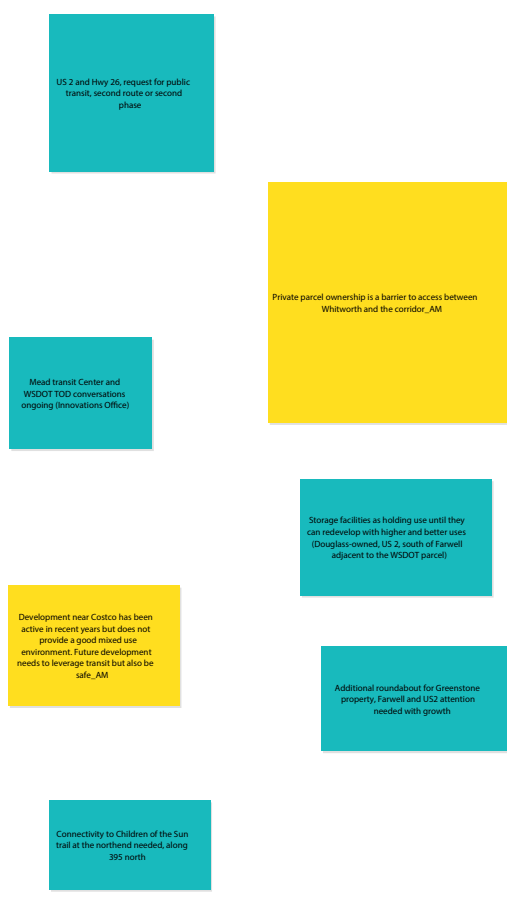 US 2 and Hwy 26, request for public
transit, second route or second
phase
Private parcel ownership is a barrier to access between
Whitworth and the corridor_AM
Mead transit Center and
WSDOT TOD conversations
ongoing (Innovations Office)
Storage facilities as holding use until they
can redevelop with higher and better uses
(Douglass-owned, US 2, south of Farwell
adjacent to the WSDOT parcel)
Development near Costco has been
active in recent years but does not
provide a good mixed use
environment. Future development
needs to leverage transit but also be
safe_AM
Additional roundabout for Greenstone
property, Farwell and US2 attention
needed with growth
Connectivity to Children of the Sun
trail at the northend needed, along
395 north